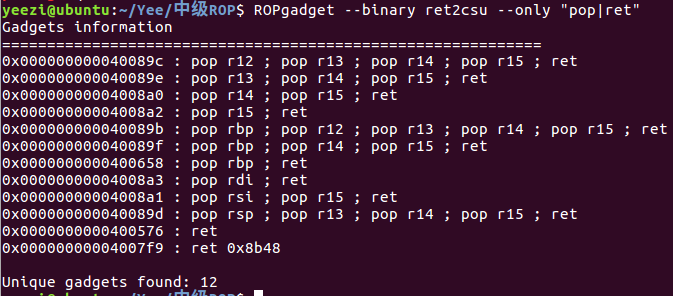 yeezi@ubuntu:~/Yee/中级ROP$ ROPgadget --binary ret2csu --only "pop|ret"
Gadgets information
============================================================
0x000000000040089c : pop r12 ; pop r13 ; pop r14 ; pop r15 ; ret
0x000000000040089e : pop r13 ; pop r14 ; pop r15 ; ret
0x00000000004008a0 : pop r14 ; pop r15 ; ret
0x00000000004008a2 : pop r15 ; ret
0x000000000040089b : pop rbp ; pop r12 ; pop r13 ; pop r14 ; pop r15 ; ret
0x000000000040089f : pop rbp ; pop r14 ; pop r15 ; ret
0x0000000000400658 : pop rbp ; ret
0x00000000004008a3 : pop rdi ; ret
0x00000000004008a1 : pop rsi ; pop r15 ; ret
0x000000000040089d : pop rsp ; pop r13 ; pop r14 ; pop r15 ; ret
0x0000000000400576 : ret
0x00000000004007f9 : ret 0x8b48
Unique gadgets found: 12
yeezi@ubuntu:~/Yee/中级ROP$